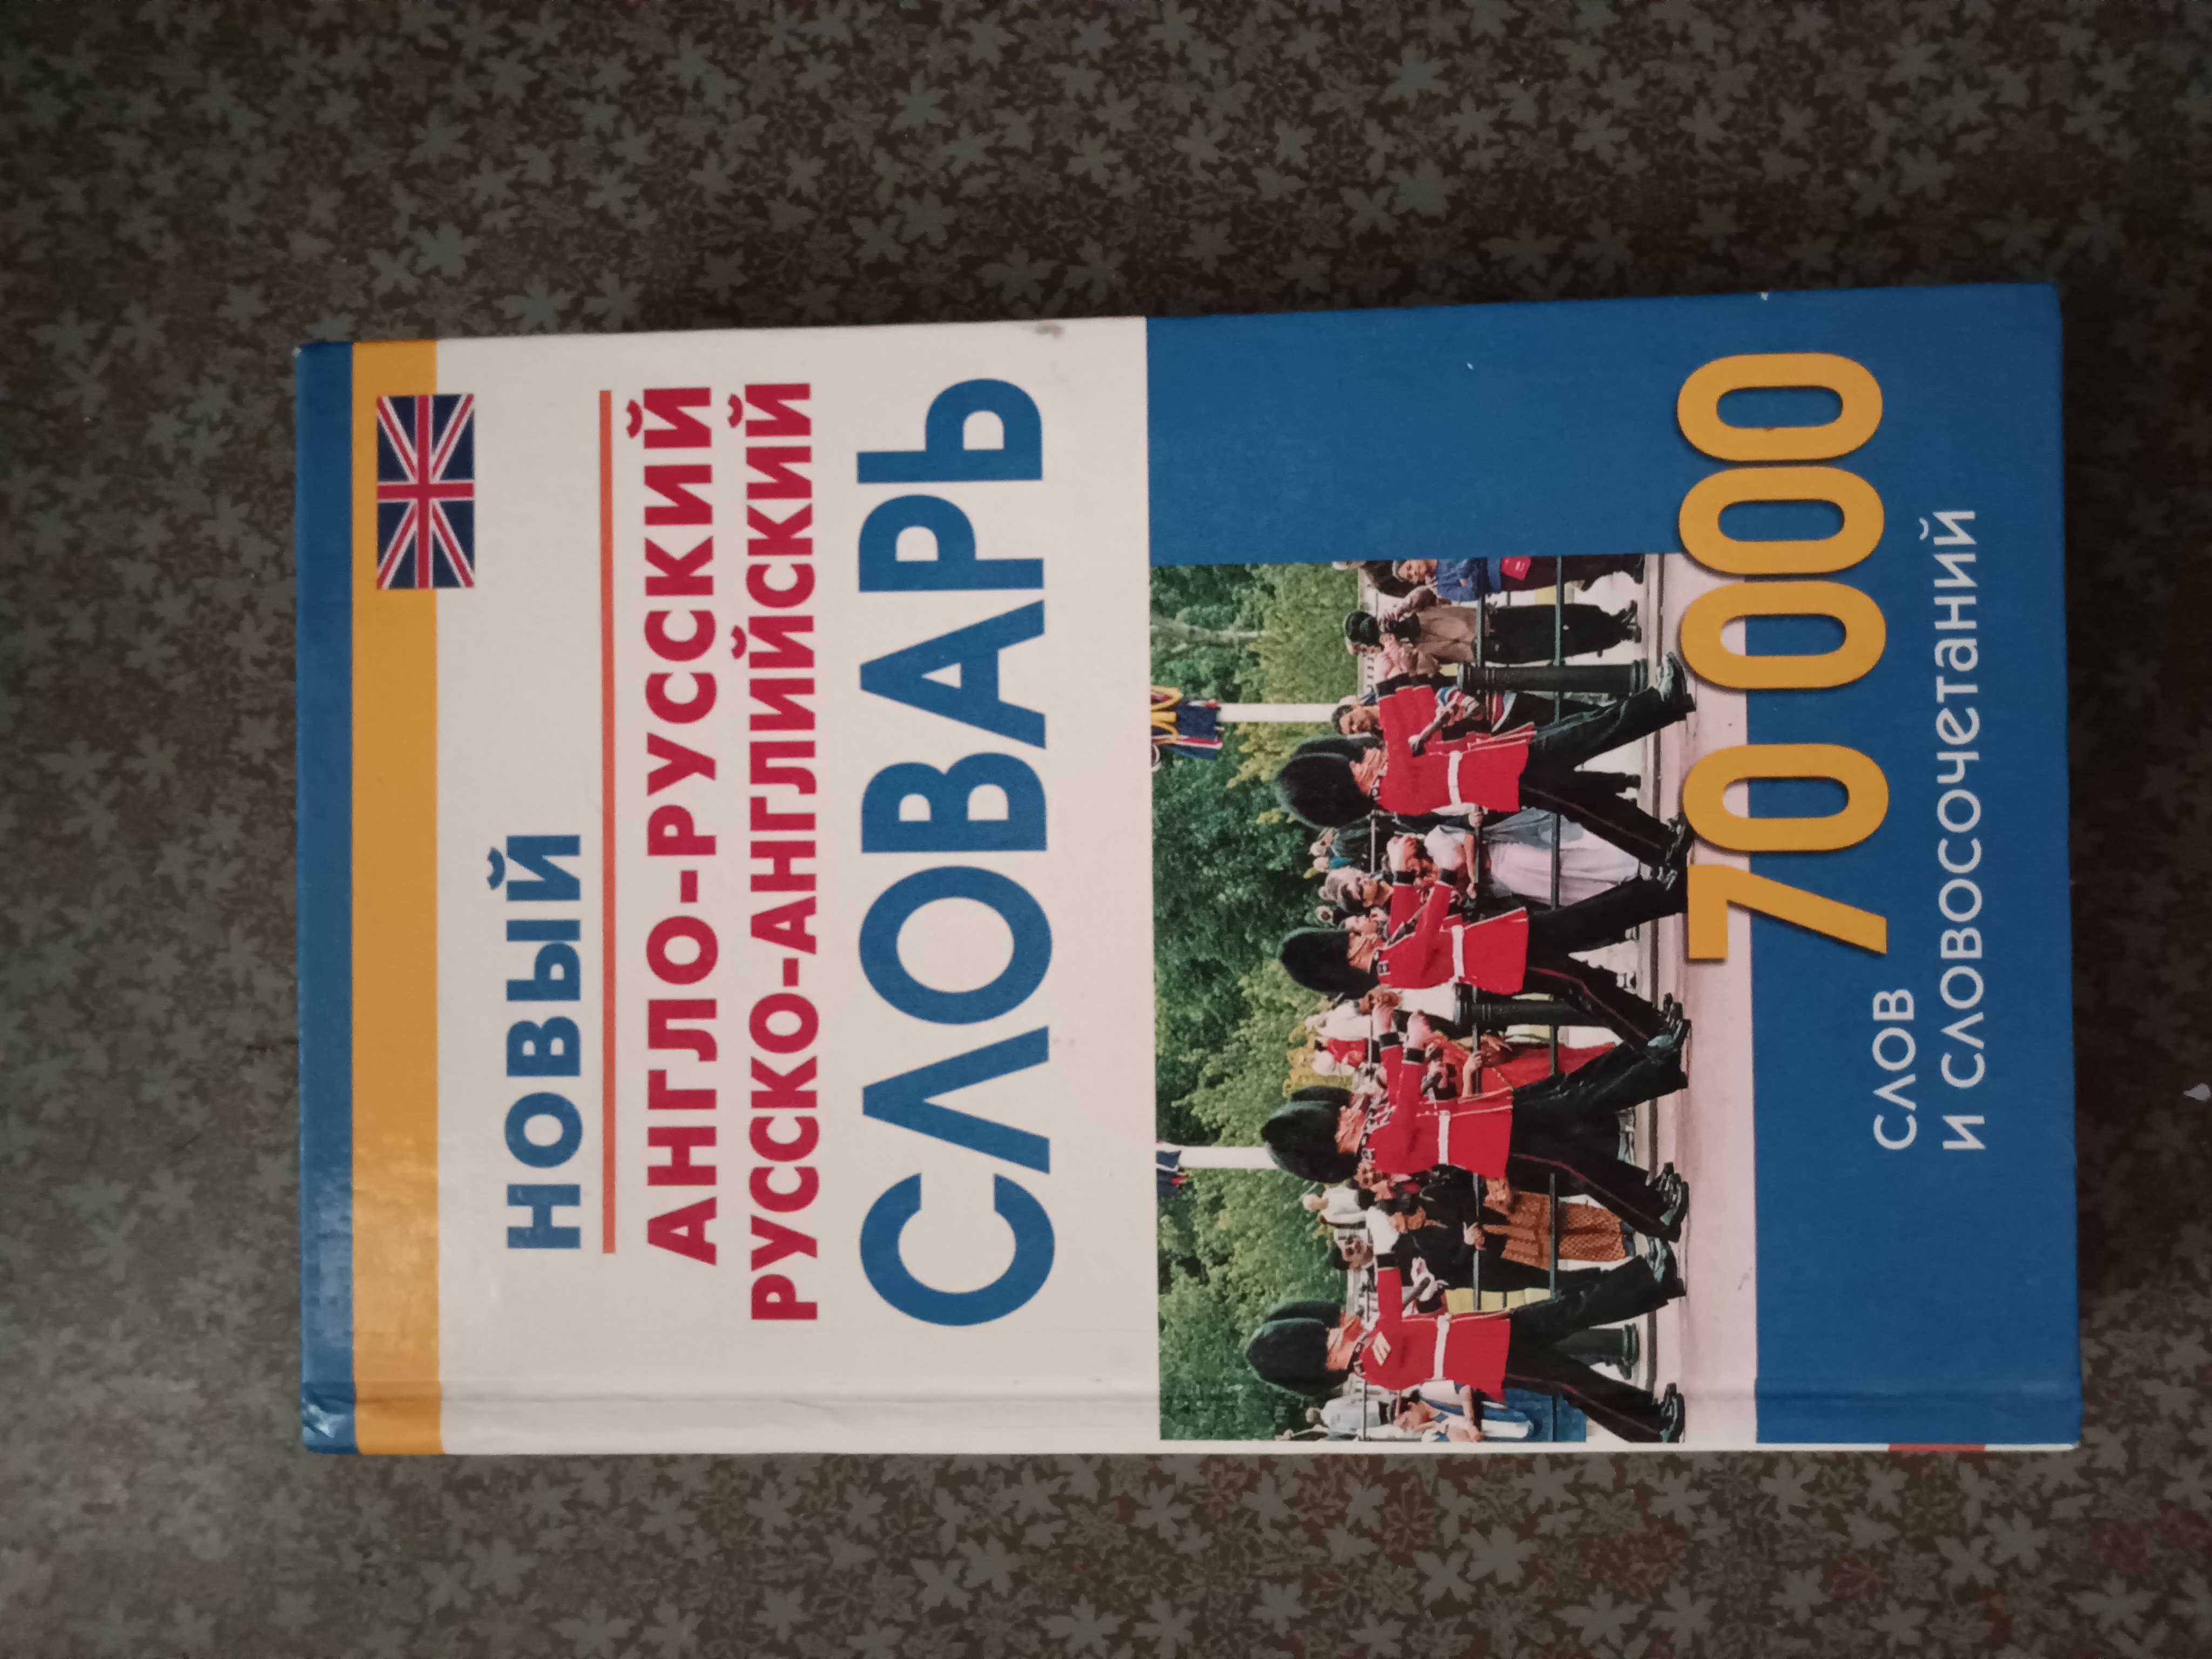 НОВЫЙ
АНГЛО-РУССКИЙ
РУССКО-АНГЛИЙСКИЙ
СЛОВАРЬ
70 000
СЛОВ
И СЛОВОСОЧЕТАНИЙ